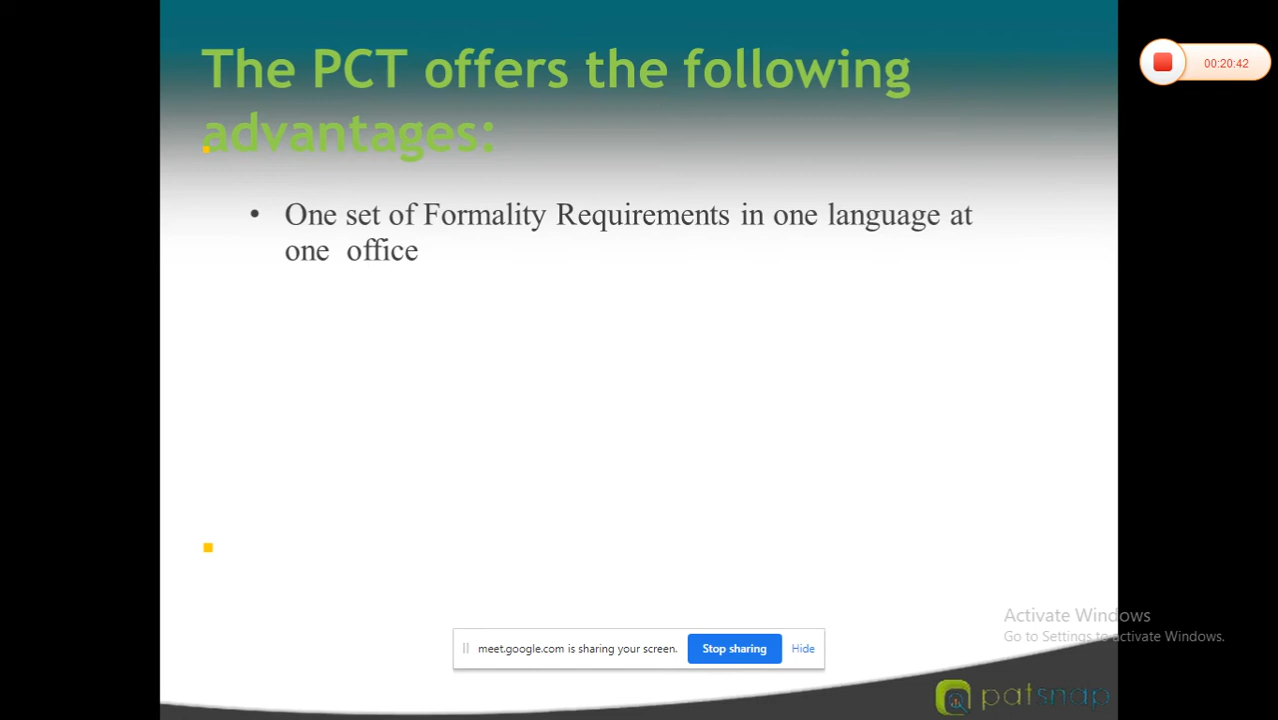 The PCT offers the following
advantages:
00:20:42
• One set of Formality Requirements in one language at
one office
Activate Windows
Go to Settings to activate Windows.
meet.google.com is sharing your screen.
Stop sharing
Hide
patsnap